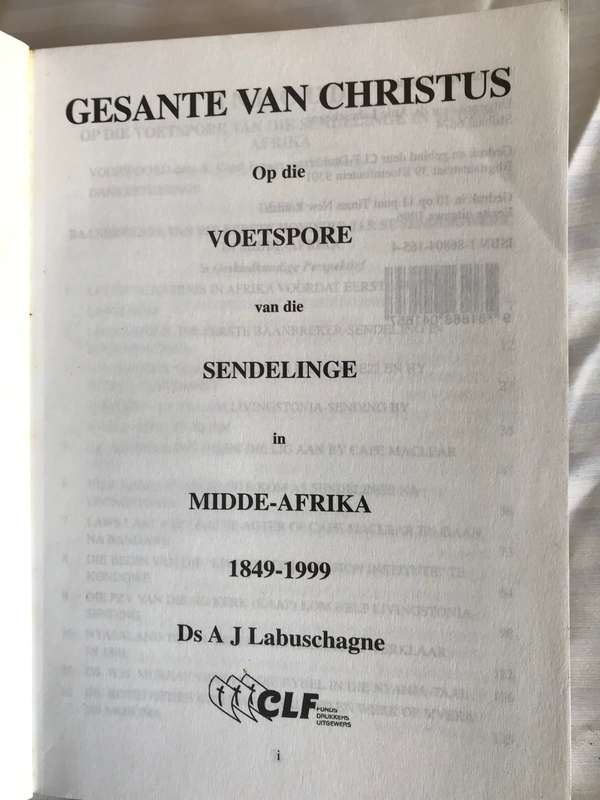 GESANTE VAN CHRISTUS
Op die
VOETSPORE
van die
SENDELINGE
in
MIDDE-AFRIKA
1849-1999
Ds A J Labuschagne
CLF
FONDS
DRUKKERS
UITGEWERS
i